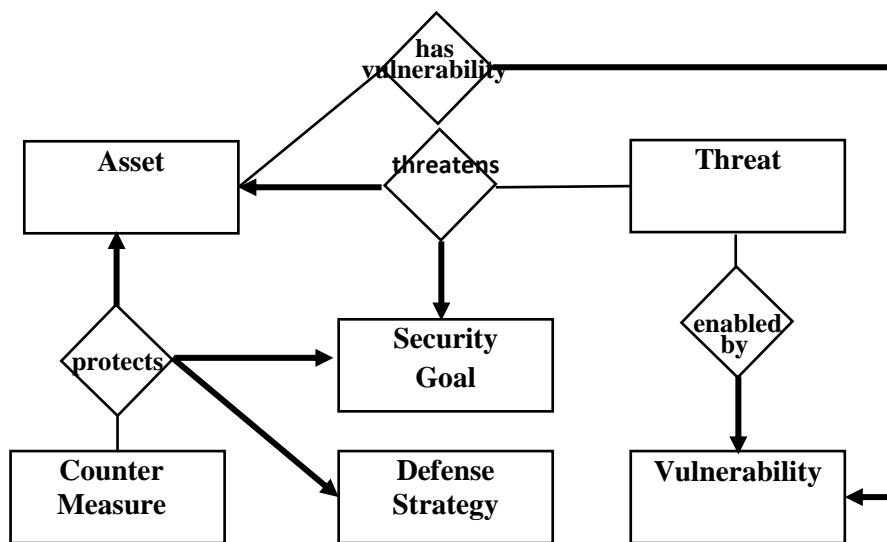 has
vulnerability
Asset
threatens
Threat
Security
Goal
enabled
by
protects
Counter
Measure
Defense
Strategy
Vulnerability